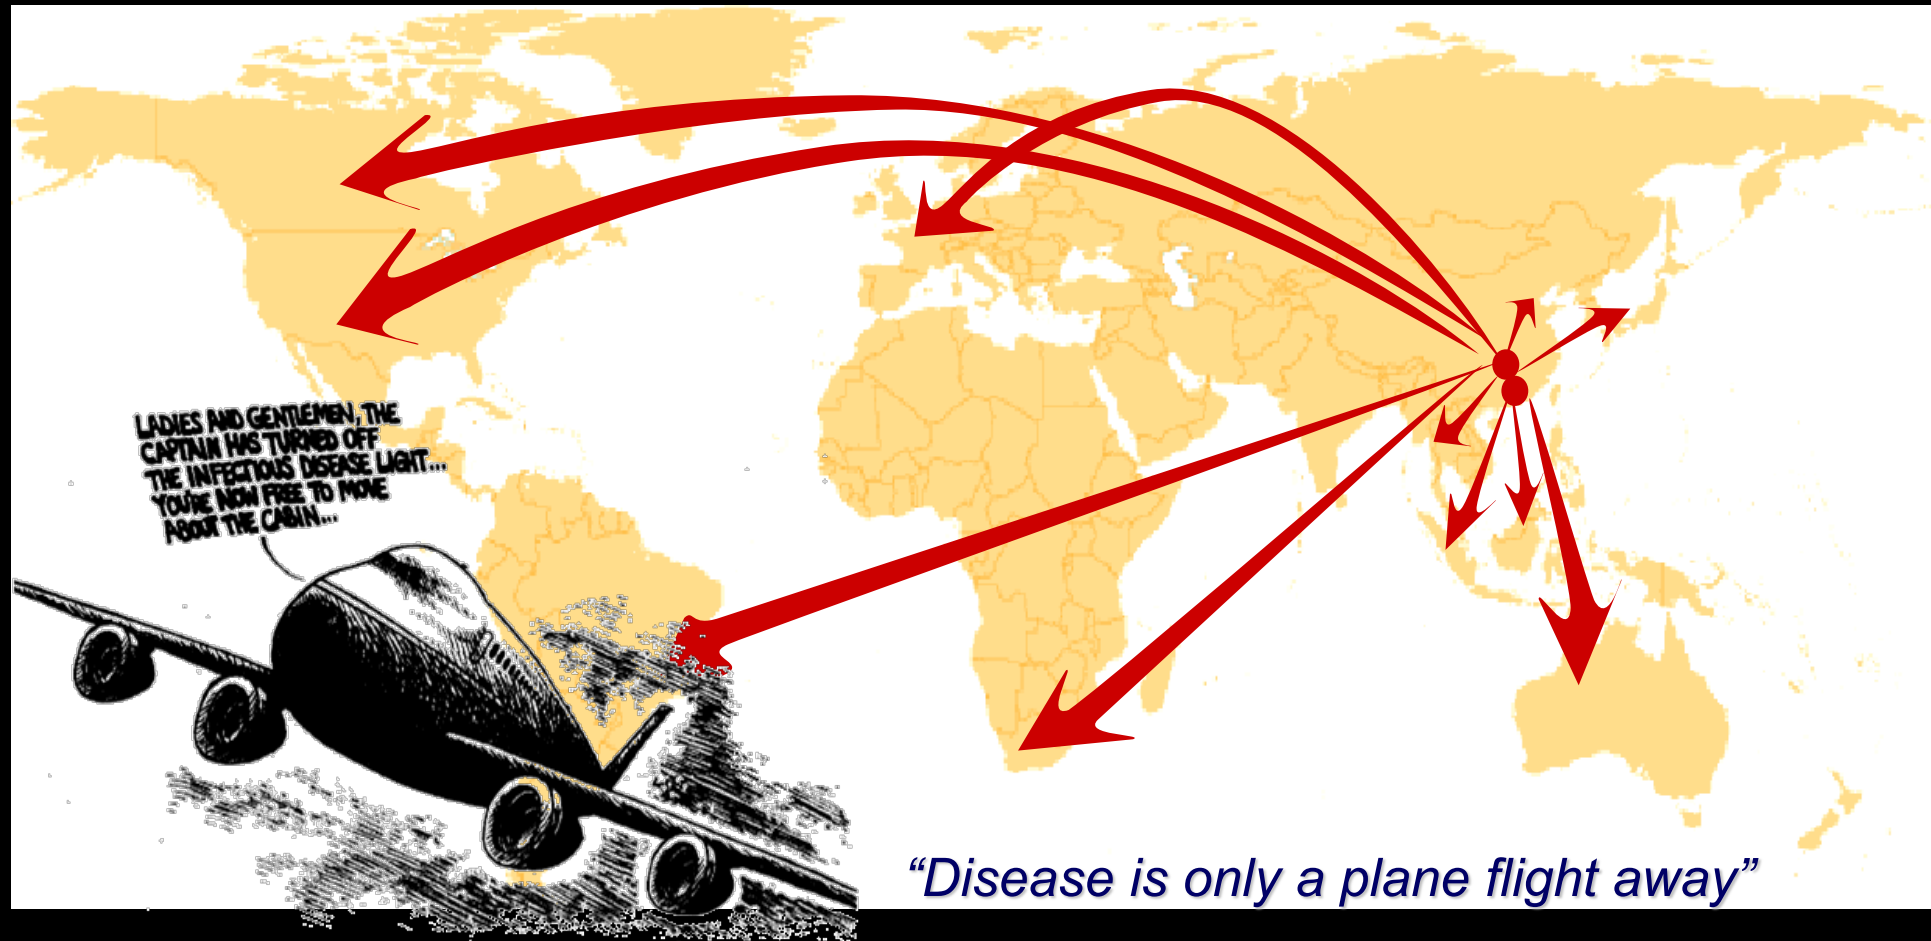 LADIES AND GENTLEMEN, THE
CAPTAIN HAS TURNED OFF
THE INFECTIOUS DISEASE LIGHT...
YOU'RE NOW FREE TO MOVE
ABOUT THE CABIN...
“Disease is only a plane flight away”